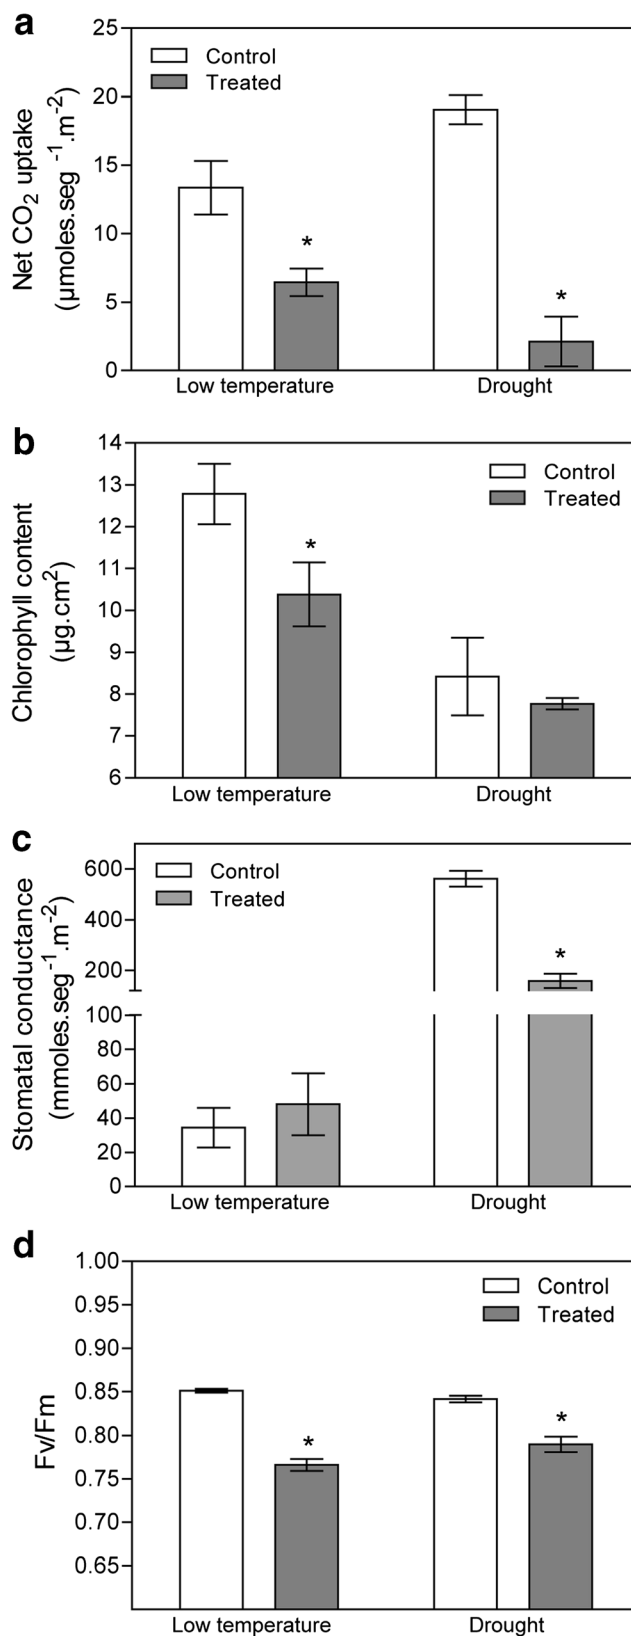 a
Net CO₂ uptake
(μmoles.seg⁻¹.m⁻²)
25
20
15
10
5
0
Control
Treated
*
*
Low temperature
Drought
b
Chlorophyll content
(μg.cm²)
14
13
12
11
10
9
8
7
6
Control
Treated
*
Low temperature
Drought
c
Stomatal conductance
(mmoles.seg⁻¹.m⁻²)
600
400
200
100
80
60
40
20
0
Control
Treated
*
Low temperature
Drought
d
Fv/Fm
1.00
0.95
0.90
0.85
0.80
0.75
0.70
0.65
Control
Treated
*
*
Low temperature
Drought